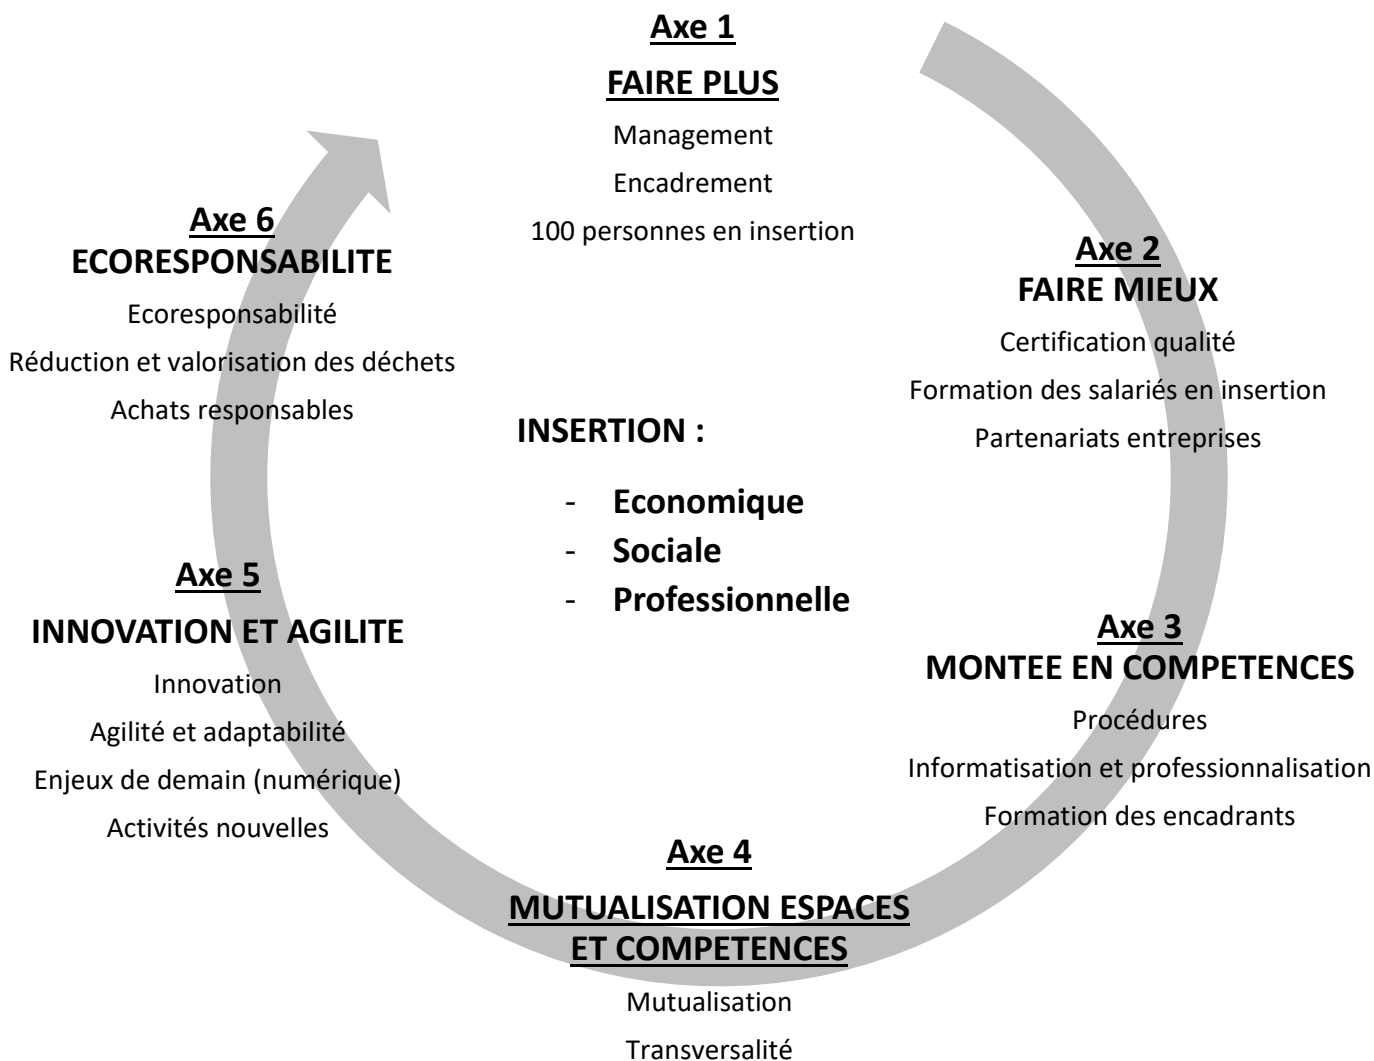 Axe 1
FAIRE PLUS
Management
Encadrement
100 personnes en insertion
Axe 2
FAIRE MIEUX
Certification qualité
Formation des salariés en insertion
Partenariats entreprises
Axe 3
MONTEE EN COMPETENCES
Procédures
Informatisation et professionnalisation
Formation des encadrants
Axe 4
MUTUALISATION ESPACES
ET COMPETENCES
Mutualisation
Transversalité
Axe 5
INNOVATION ET AGILITE
Innovation
Agilité et adaptabilité
Enjeux de demain (numérique)
Activités nouvelles
Axe 6
ECORESPONSABILITE
Ecoresponsabilité
Réduction et valorisation des déchets
Achats responsables
INSERTION :
- Economique
- Sociale
- Professionnelle